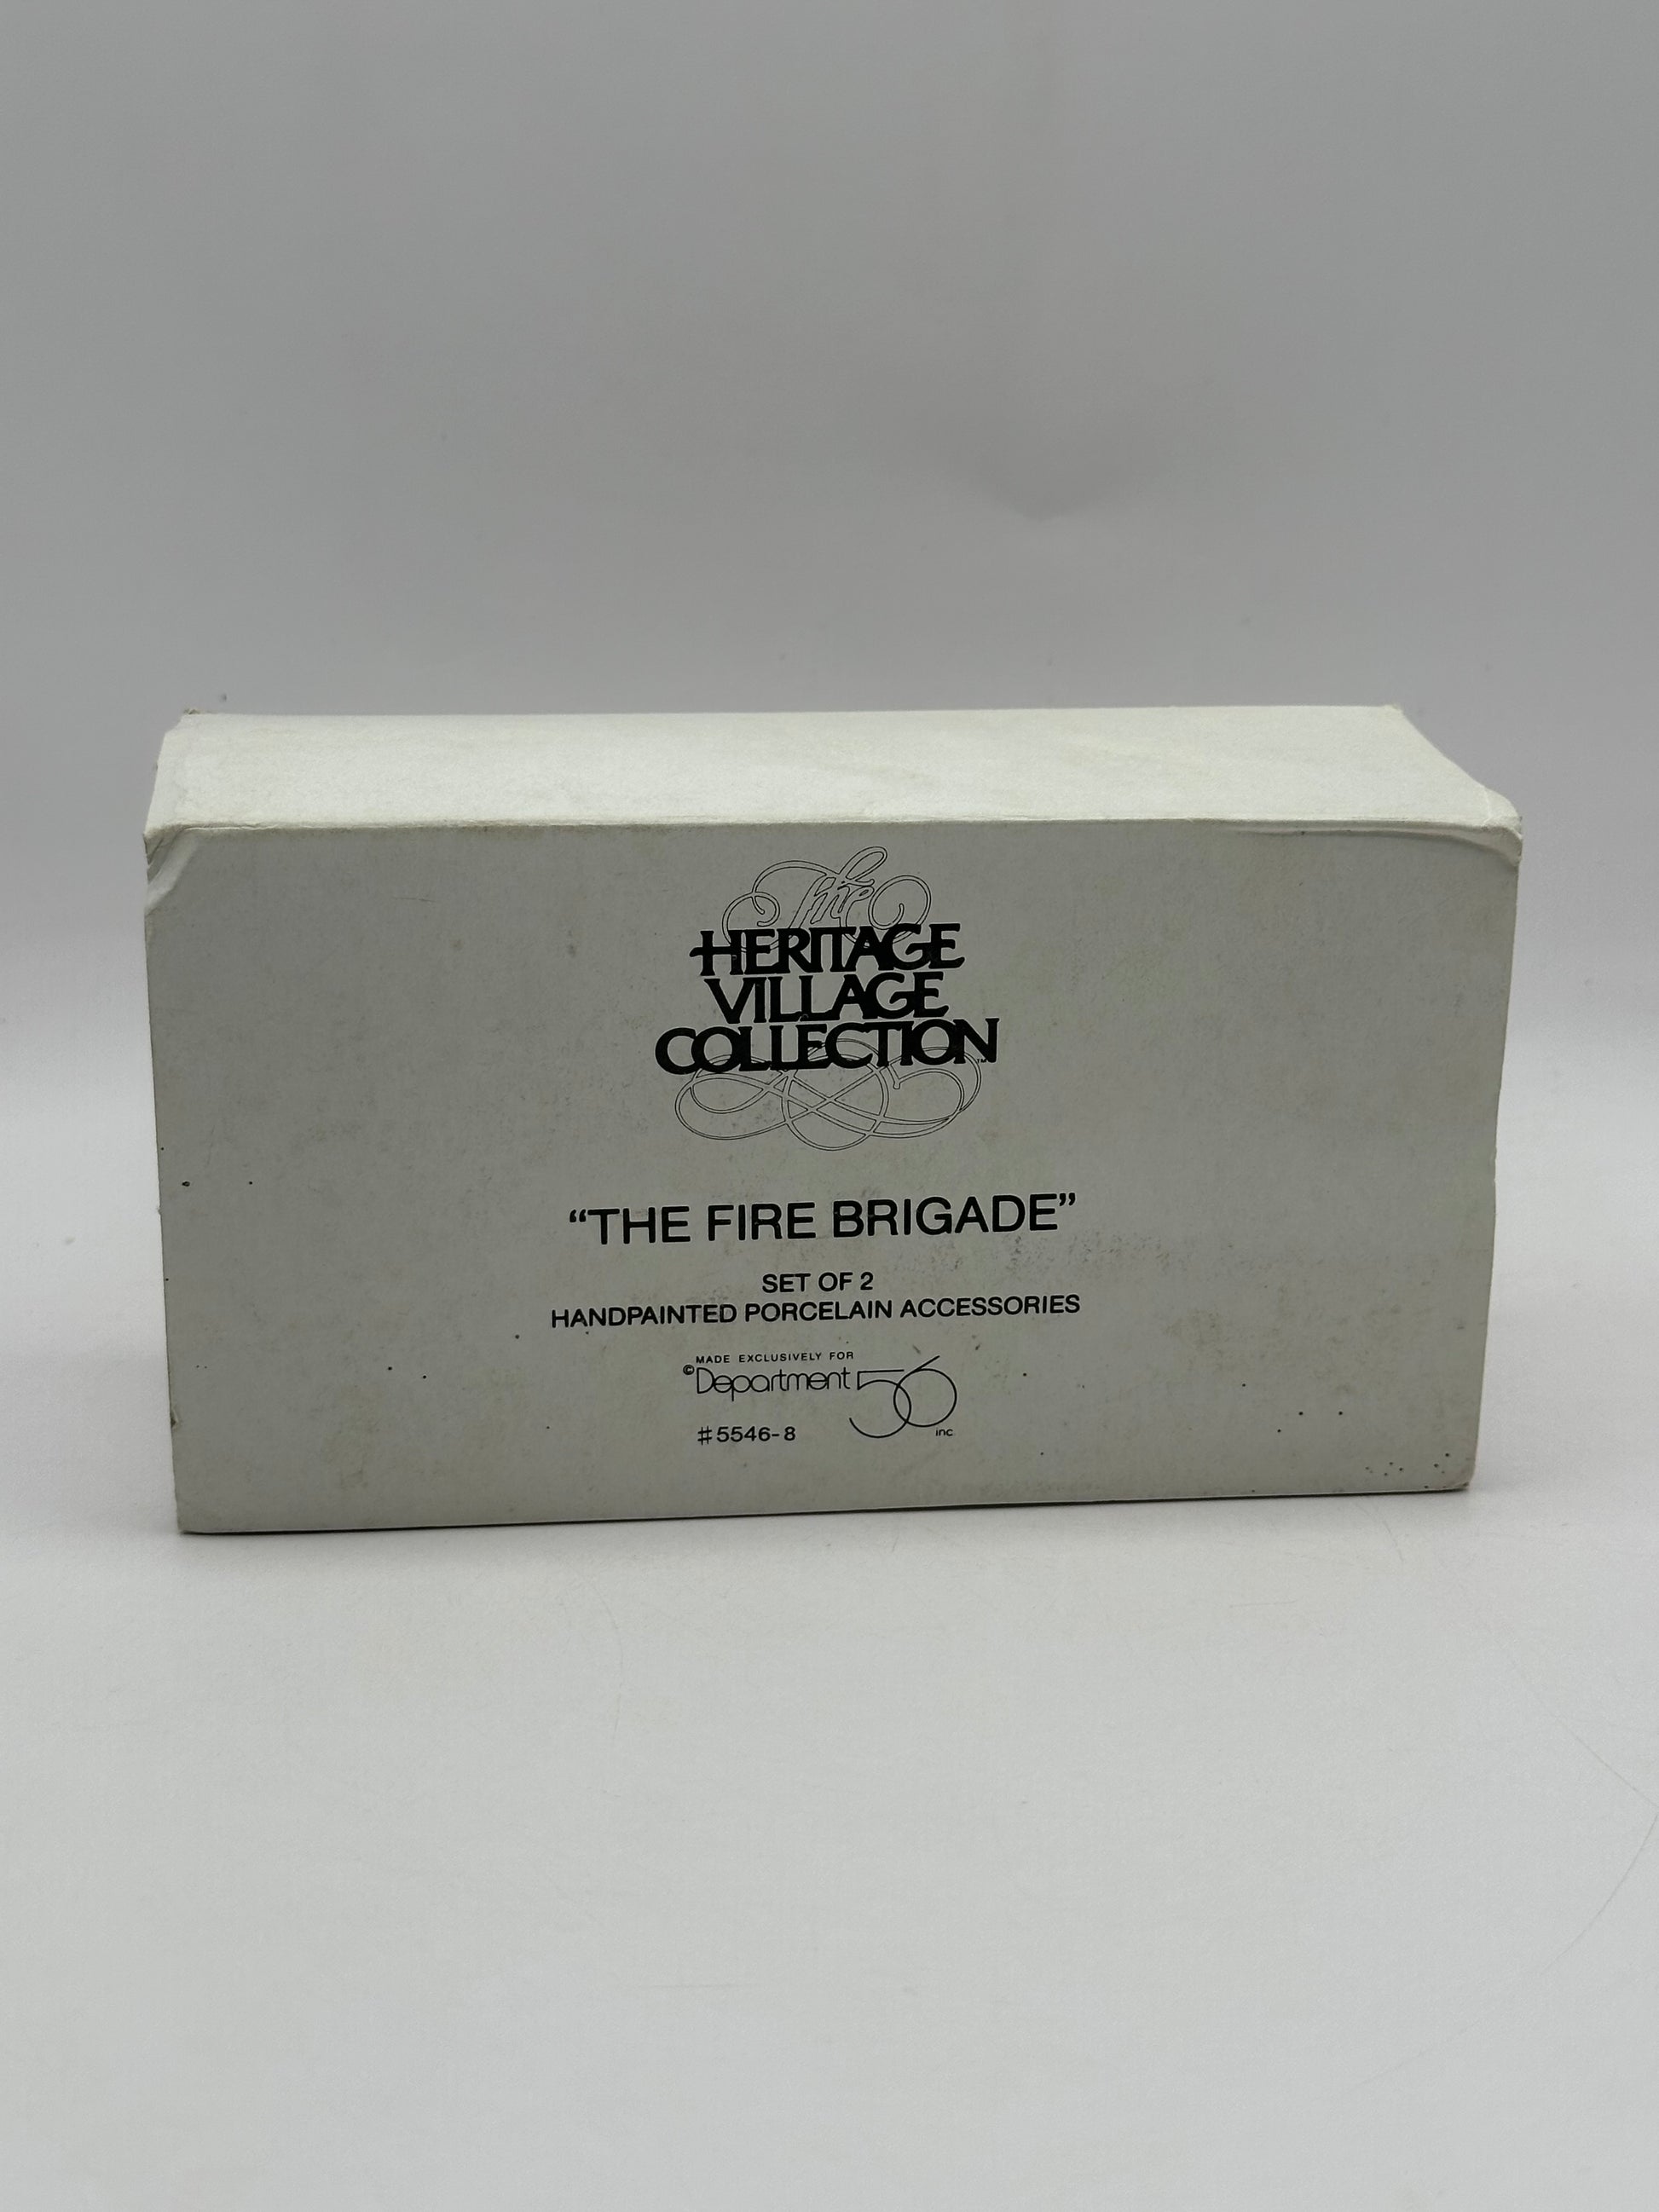 The
HERITAGE
VILLAGE
COLLECTION™
“THE FIRE BRIGADE”
SET OF 2
HANDPAINTED PORCELAIN ACCESSORIES
MADE EXCLUSIVELY FOR
©Department 56 inc
#5546-8